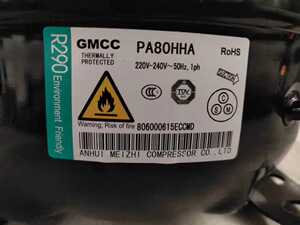 R290 Environment Friendly
GMCC
PA80HHA
RoHS
THERMALLY
PROTECTED
220V-240V~50Hz, 1ph
TÜV
Warning; Risk of fire
806000615ECCMD
ANHUI MEIZHI COMPRESSOR CO.,LTD